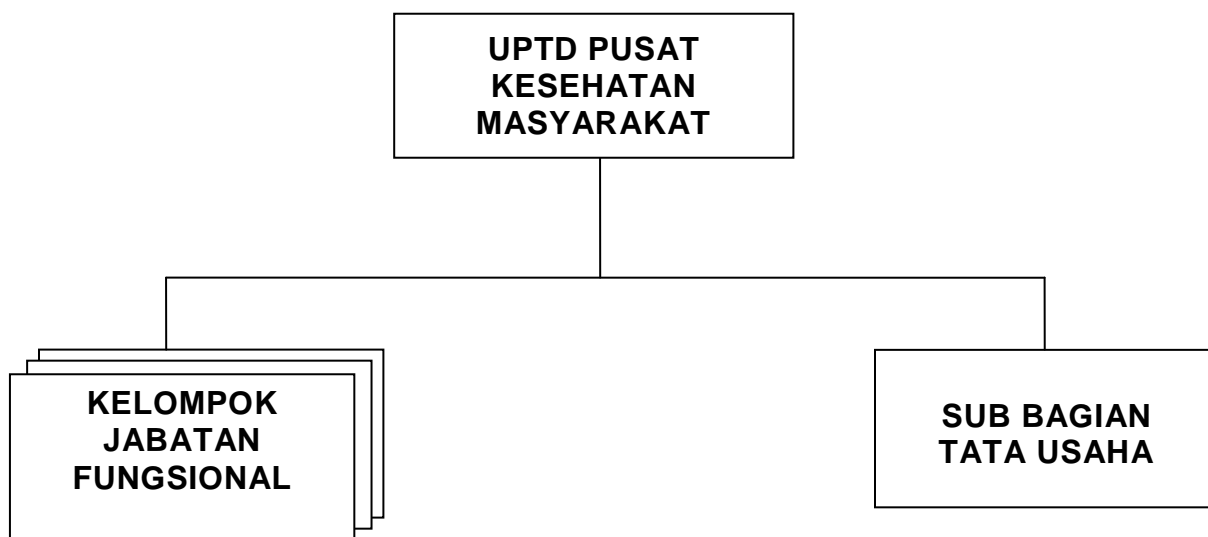 UPTD PUSAT
KESEHATAN
MASYARAKAT
KELOMPOK
JABATAN
FUNGSIONAL
SUB BAGIAN
TATA USAHA